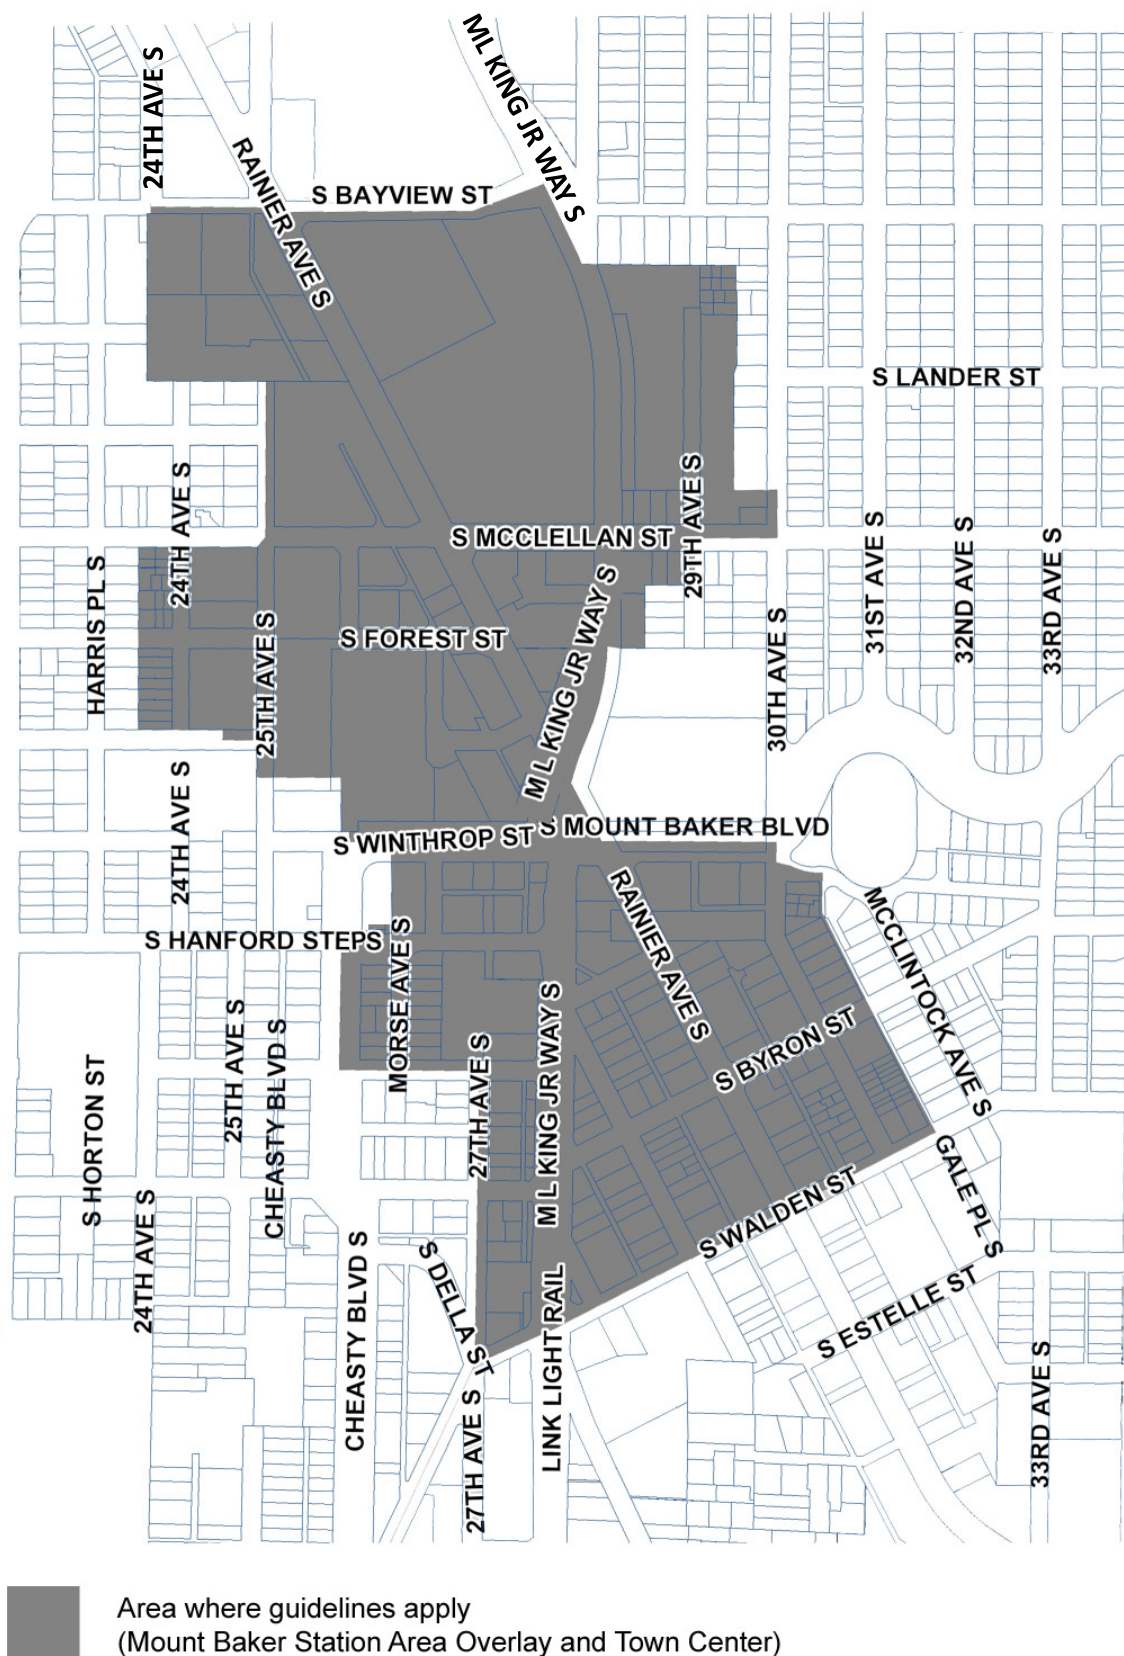 ML KING JR WAY S
24TH AVE S
RAINIER AVE S
S BAYVIEW ST
S LANDER ST
24TH AVE S
29TH AVE S
S MCCLELLAN ST
31ST AVE S
32ND AVE S
33RD AVE S
HARRIS PL S
25TH AVE S
S FOREST ST
M L KING JR WAY S
30TH AVE S
24TH AVE S
S WINTHROP ST
S MOUNT BAKER BLVD
RAINIER AVE S
MCCLINTOCK AVE S
S HANFORD STEPS
MORSE AVE S
M L KING JR WAY S
25TH AVE S
CHEASTY BLVD S
S HORTON ST
27TH AVE S
S BYRON ST
GALE PL S
S WALDEN ST
24TH AVE S
CHEASTY BLVD S
S DELLA ST
LINK LIGHT RAIL
S ESTELLE ST
27TH AVE S
33RD AVE S
Area where guidelines apply
(Mount Baker Station Area Overlay and Town Center)